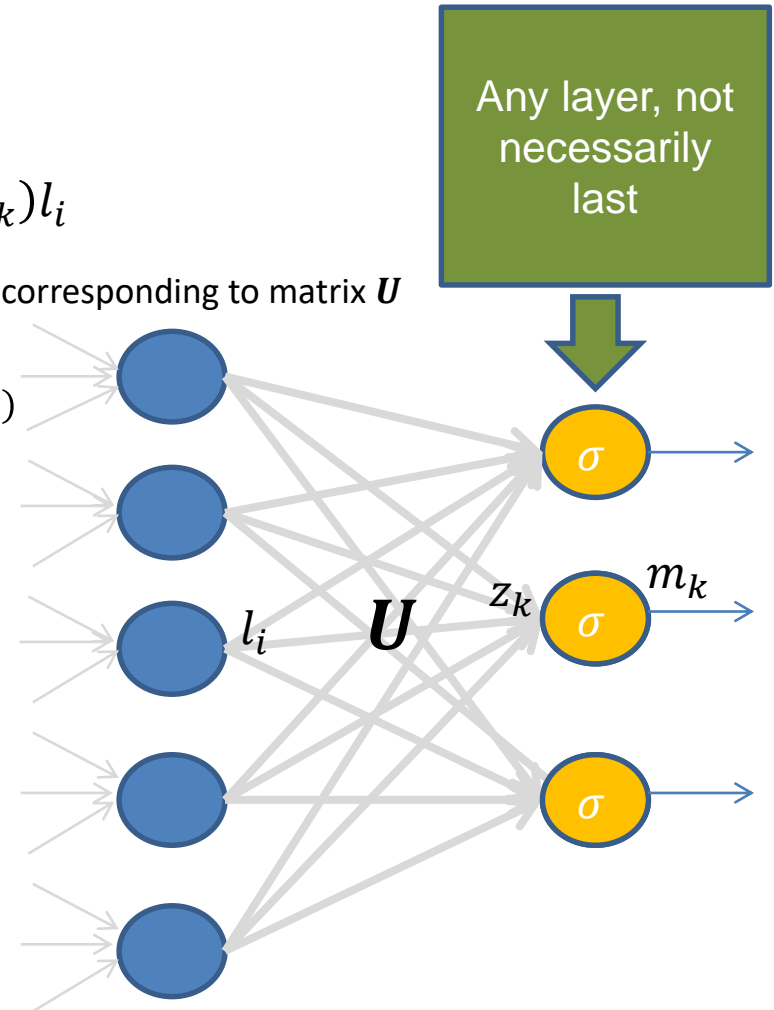 Any layer, not
necessarily
last
ₖ)lᵢ
corresponding to matrix U
)
σ
lᵢ
U
zₖ
σ
mₖ
σ